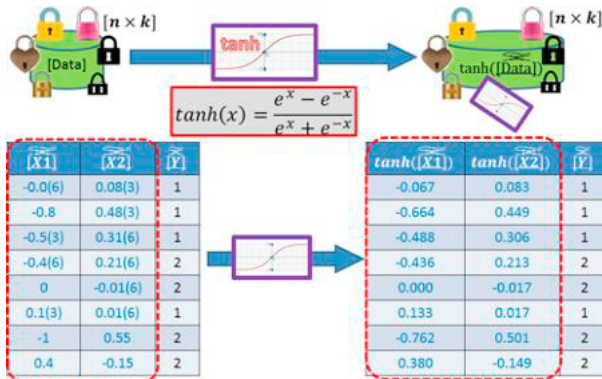 [n × k]
[n × k]
[Data]
tanh
tanh([Data])
tanh(x) = (e^x − e^−x) / (e^x + e^−x)
[X1] [X2] [Y]
-0.0(6) 0.08(3) 1
-0.8 0.48(3) 1
-0.5(3) 0.31(6) 1
-0.4(6) 0.21(6) 2
0 -0.01(6) 2
0.1(3) 0.01(6) 1
-1 0.55 2
0.4 -0.15 2
tanh([X1]) tanh([X2]) [Y]
-0.067 0.083 1
-0.664 0.449 1
-0.488 0.306 1
-0.436 0.213 2
0.000 -0.017 2
0.133 0.017 1
-0.762 0.501 2
0.380 -0.149 2